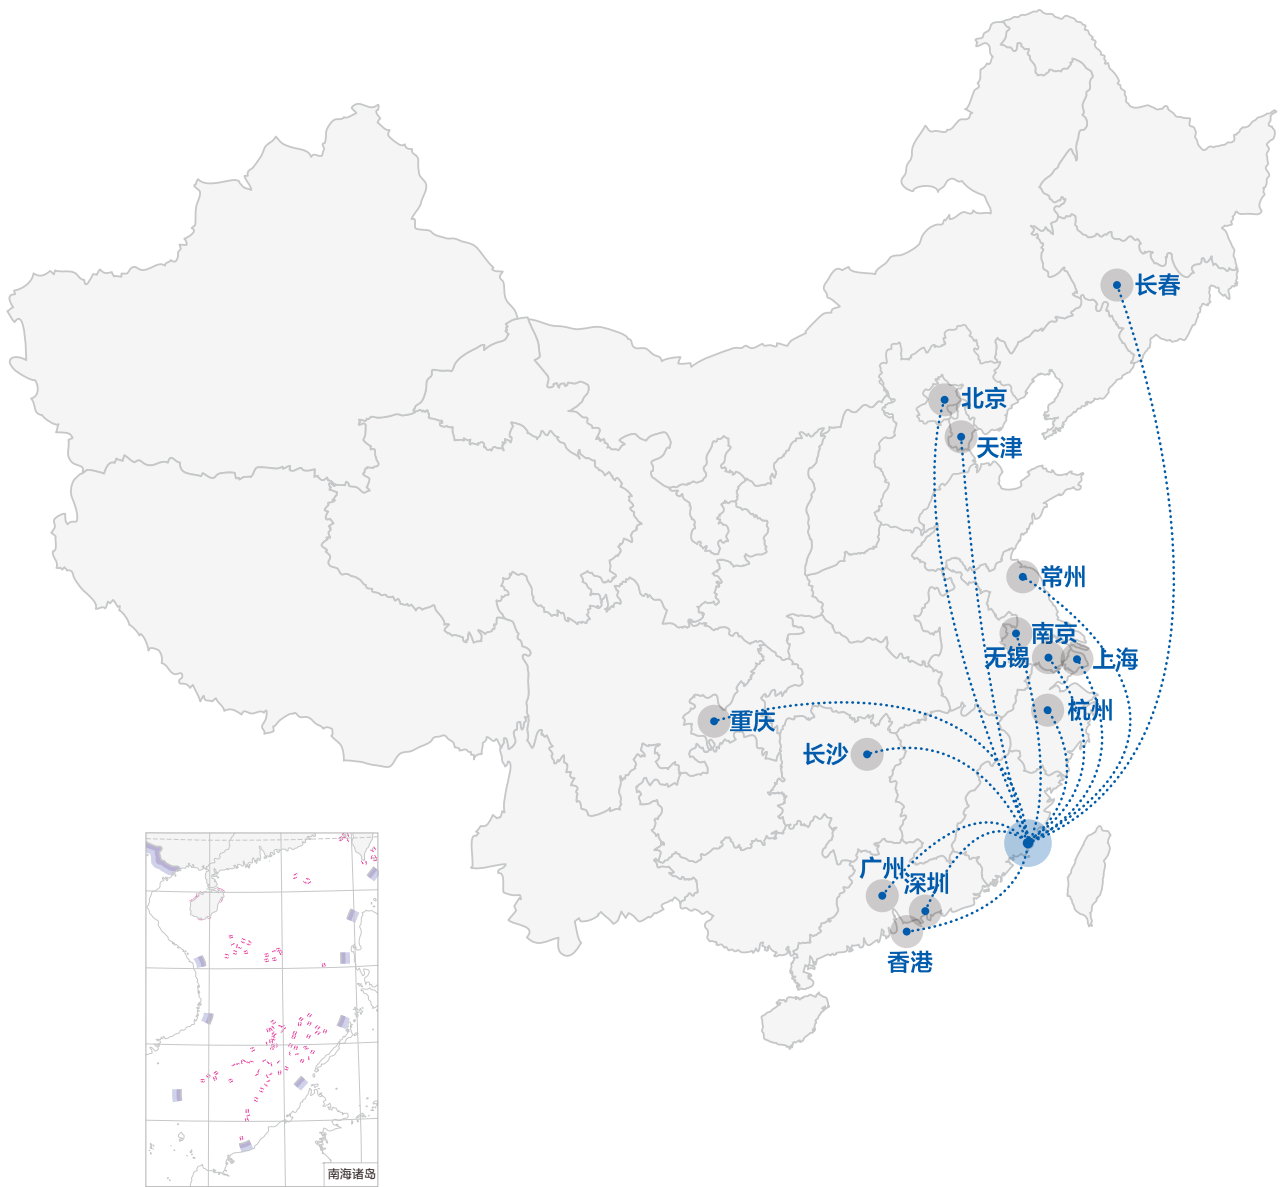 长春
北京
天津
常州
南京
无锡
上海
杭州
重庆
长沙
广州
深圳
香港
南海诸岛